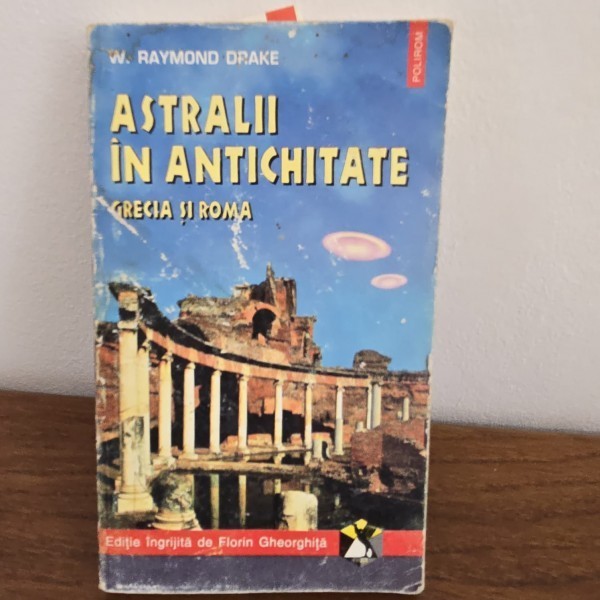 W. RAYMOND DRAKE
POLIROM
ASTRALII
ÎN ANTICHITATE
GRECIA ȘI ROMA
Ediție îngrijită de Florin Gheorghiță